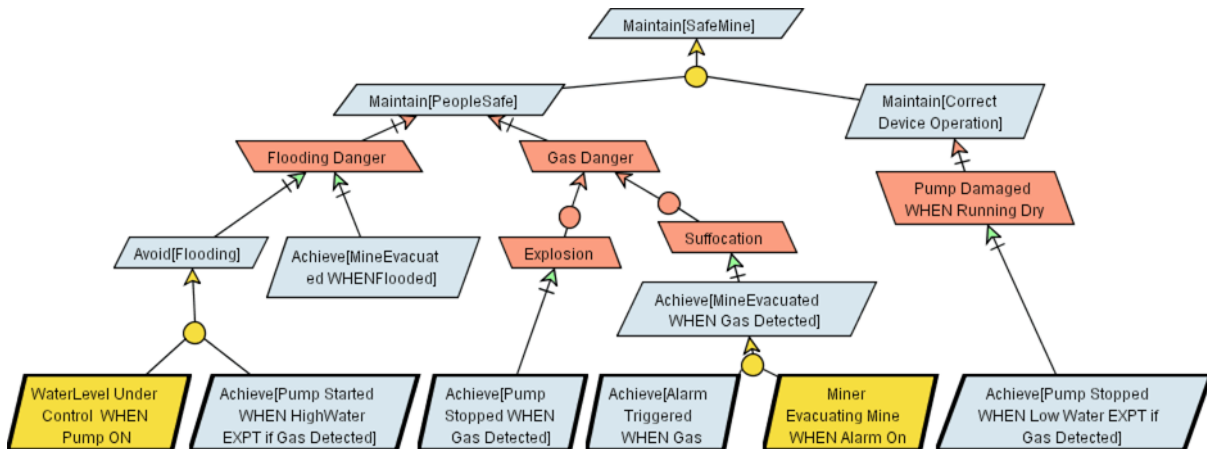 Maintain[SafeMine]
Maintain[PeopleSafe]
Maintain[Correct
Device Operation]
Flooding Danger
Gas Danger
Pump Damaged
WHEN Running Dry
Avoid[Flooding]
Achieve[MineEvacuat
ed WHENFlooded]
Explosion
Suffocation
Achieve[MineEvacuated
WHEN Gas Detected]
WaterLevel Under
Control WHEN
Pump ON
Achieve[Pump Started
WHEN HighWater
EXPT if Gas Detected]
Achieve[Pump
Stopped WHEN
Gas Detected]
Achieve[Alarm
Triggered
WHEN Gas
Miner
Evacuating Mine
WHEN Alarm On
Achieve[Pump Stopped
WHEN Low Water EXPT if
Gas Detected]